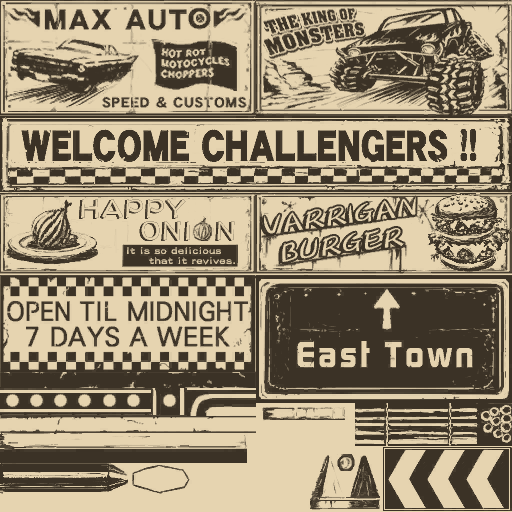 MAX AUTO
HOT ROT
MOTOCYCLES
CHOPPERS
SPEED & CUSTOMS
THE KING OF
MONSTERS
WELCOME CHALLENGERS !!
HAPPY
ONION
It is so delicious
that it revives.
VARRIGAN
BURGER
OPEN TIL MIDNIGHT
7 DAYS A WEEK
East Town